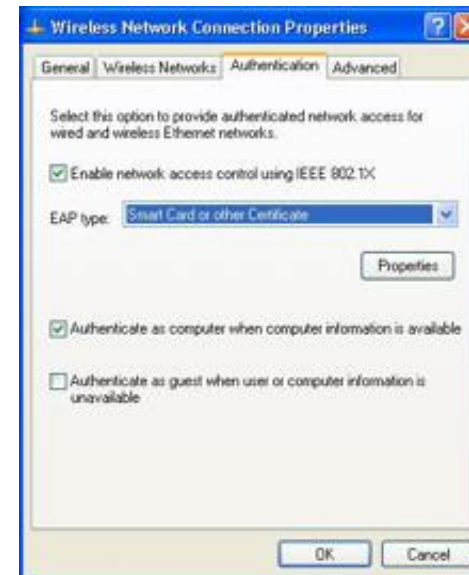 Wireless Network Connection Properties
General Wireless Networks Authentication Advanced
Select this option to provide authenticated network access for
wired and wireless Ethernet networks.
Enable network access control using IEEE 802.1X
EAP type: Smart Card or other Certificate
Properties
Authenticate as computer when computer information is available
Authenticate as guest when user or computer information is
unavailable
OK Cancel